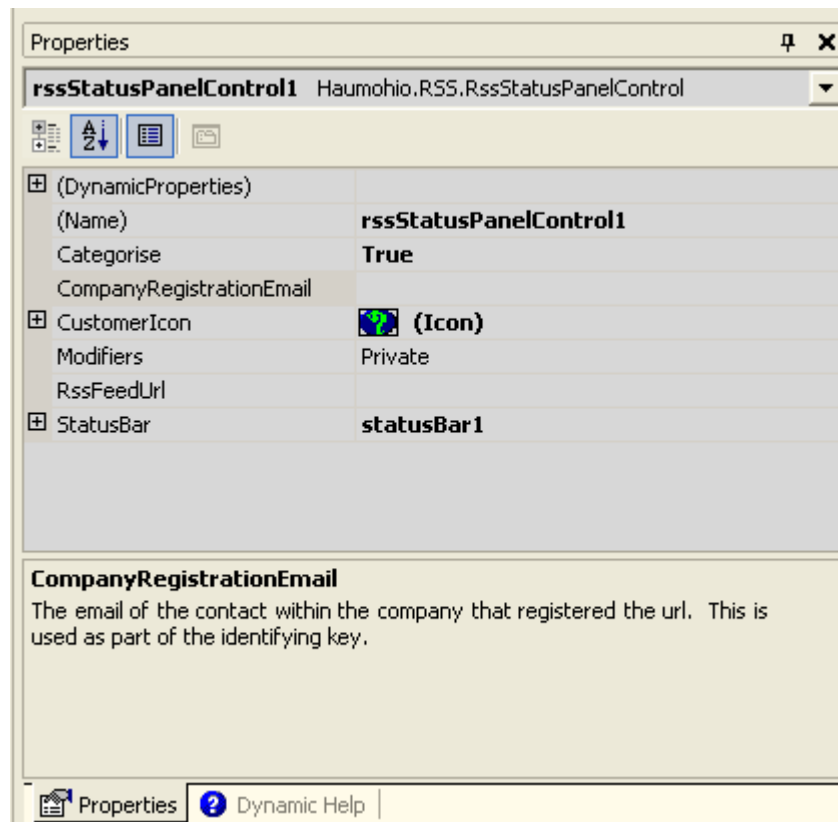 Properties
rssStatusPanelControl1 Haumohio.RSS.RssStatusPanelControl
(DynamicProperties)
(Name) rssStatusPanelControl1
Categorise True
CompanyRegistrationEmail
CustomerIcon (Icon)
Modifiers Private
RssFeedUrl
StatusBar statusBar1
CompanyRegistrationEmail
The email of the contact within the company that registered the url. This is
used as part of the identifying key.
Properties Dynamic Help